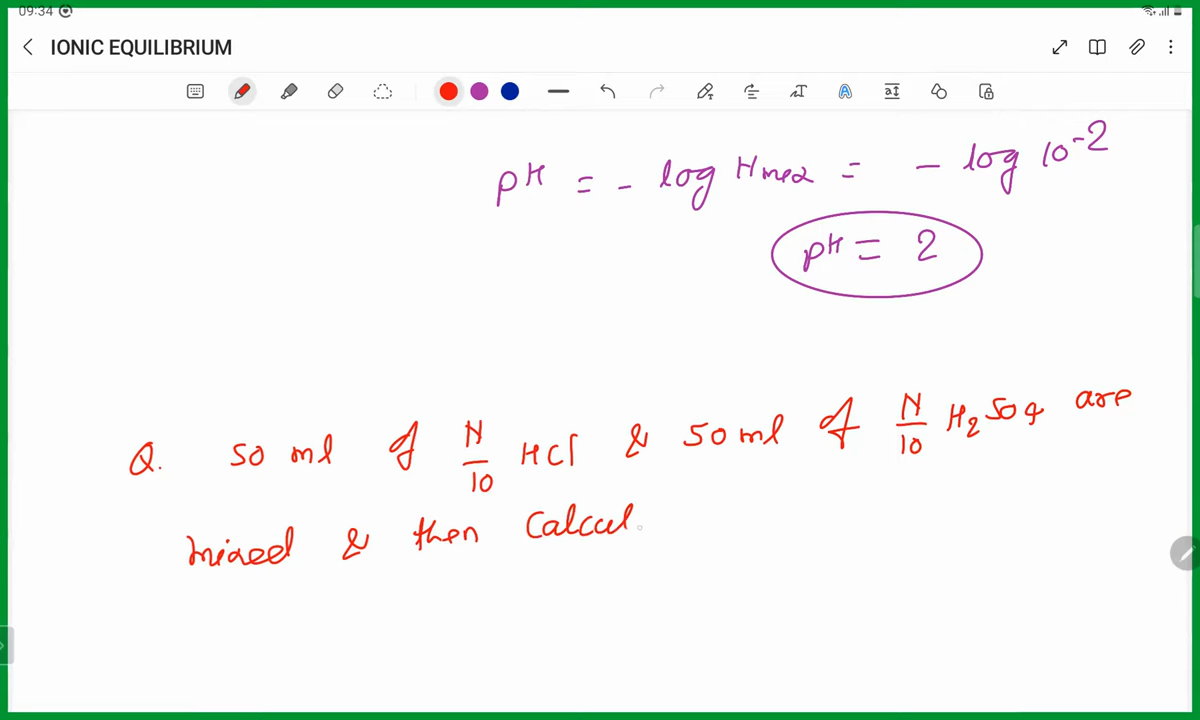 09:34
IONIC EQUILIBRIUM
pH = - log Hmix = - log 10-2
pH = 2
Q. 50 ml of N/10 HCl & 50 ml of N/10 H2SO4 are
mixed & then Calcul